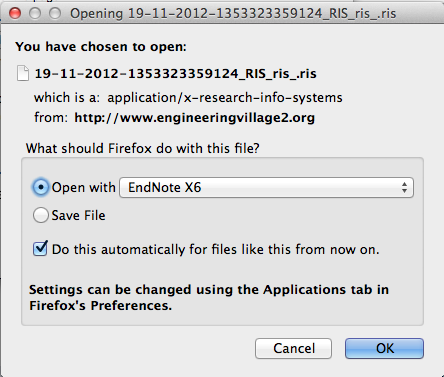 Opening 19-11-2012-1353323359124_RIS_ris_.ris
You have chosen to open:
19-11-2012-1353323359124_RIS_ris_.ris
which is a: application/x-research-info-systems
from: http://www.engineeringvillage2.org
What should Firefox do with this file?
Open with EndNote X6
Save File
Do this automatically for files like this from now on.
Settings can be changed using the Applications tab in
Firefox's Preferences.
Cancel OK